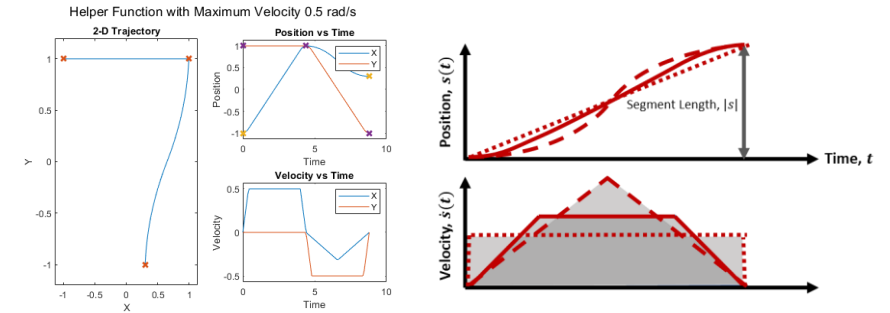 Helper Function with Maximum Velocity 0.5 rad/s
2-D Trajectory
Y
1
0.5
0
-0.5
-1
-1 -0.5 0 0.5 1
X
Position vs Time
Position
1
0.5
0
-0.5
-1
X
Y
0 5 10
Time
Velocity vs Time
Velocity
0.5
0
-0.5
X
Y
0 5 10
Time
Position, s(t)
Segment Length, |s|
Time, t
Velocity, ṡ(t)